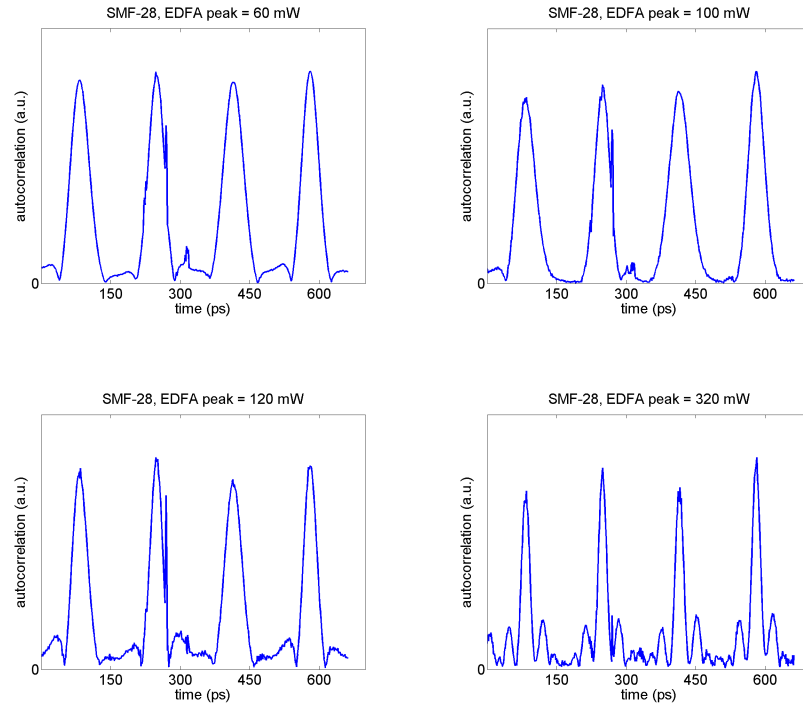 SMF-28, EDFA peak = 60 mW
autocorrelation (a.u.)
0
150 300 450 600
time (ps)
SMF-28, EDFA peak = 100 mW
autocorrelation (a.u.)
0
150 300 450 600
time (ps)
SMF-28, EDFA peak = 120 mW
autocorrelation (a.u.)
0
150 300 450 600
time (ps)
SMF-28, EDFA peak = 320 mW
autocorrelation (a.u.)
0
150 300 450 600
time (ps)